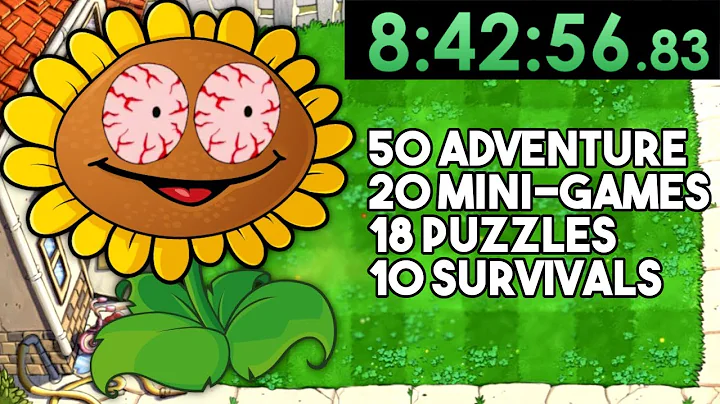 8:42:56.83
50 ADVENTURE
20 MINI-GAMES
18 PUZZLES
10 SURVIVALS